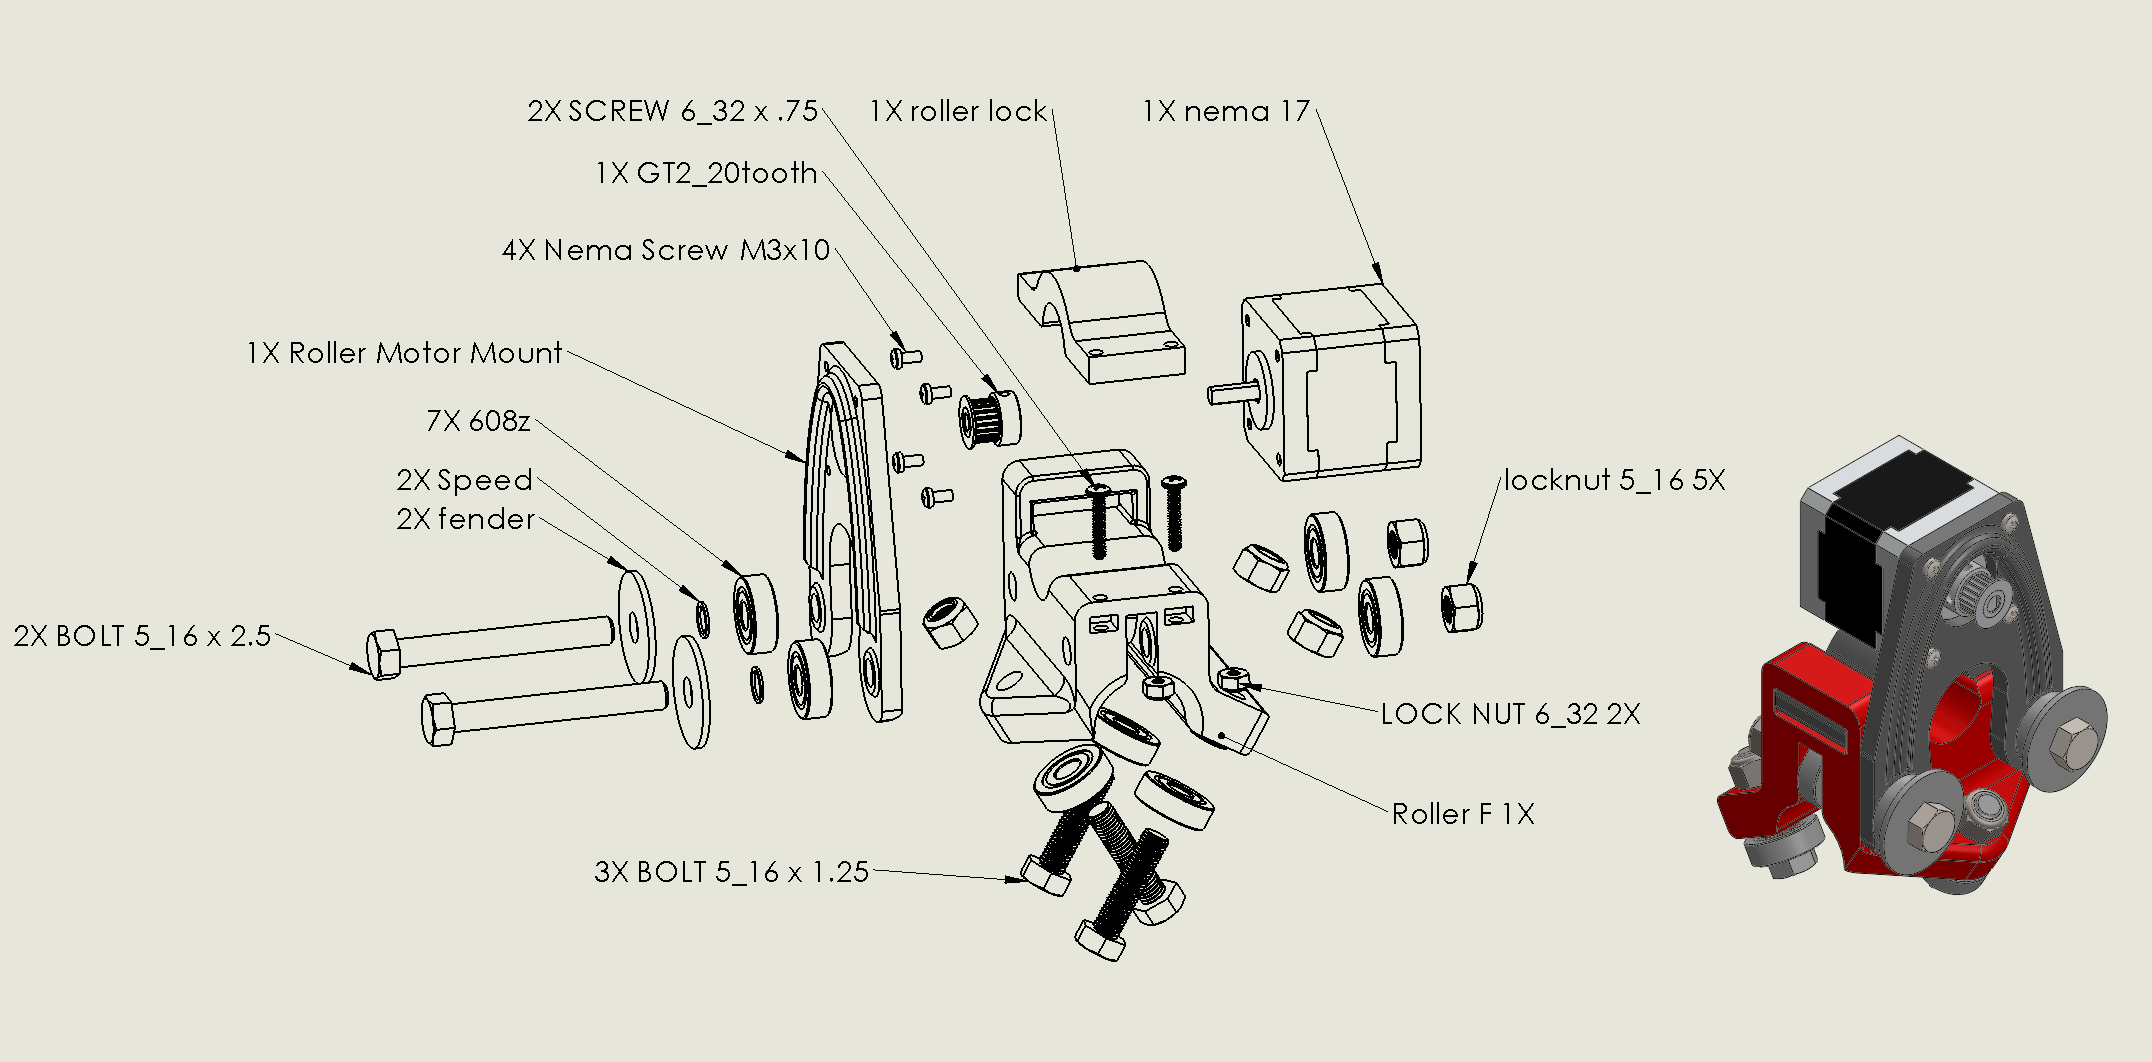 2X SCREW 6_32 x .75
1X roller lock
1X nema 17
1X GT2_20tooth
4X Nema Screw M3x10
1X Roller Motor Mount
7X 608z
2X Speed
2X fender
locknut 5_16 5X
2X BOLT 5_16 x 2.5
LOCK NUT 6_32 2X
Roller F 1X
3X BOLT 5_16 x 1.25